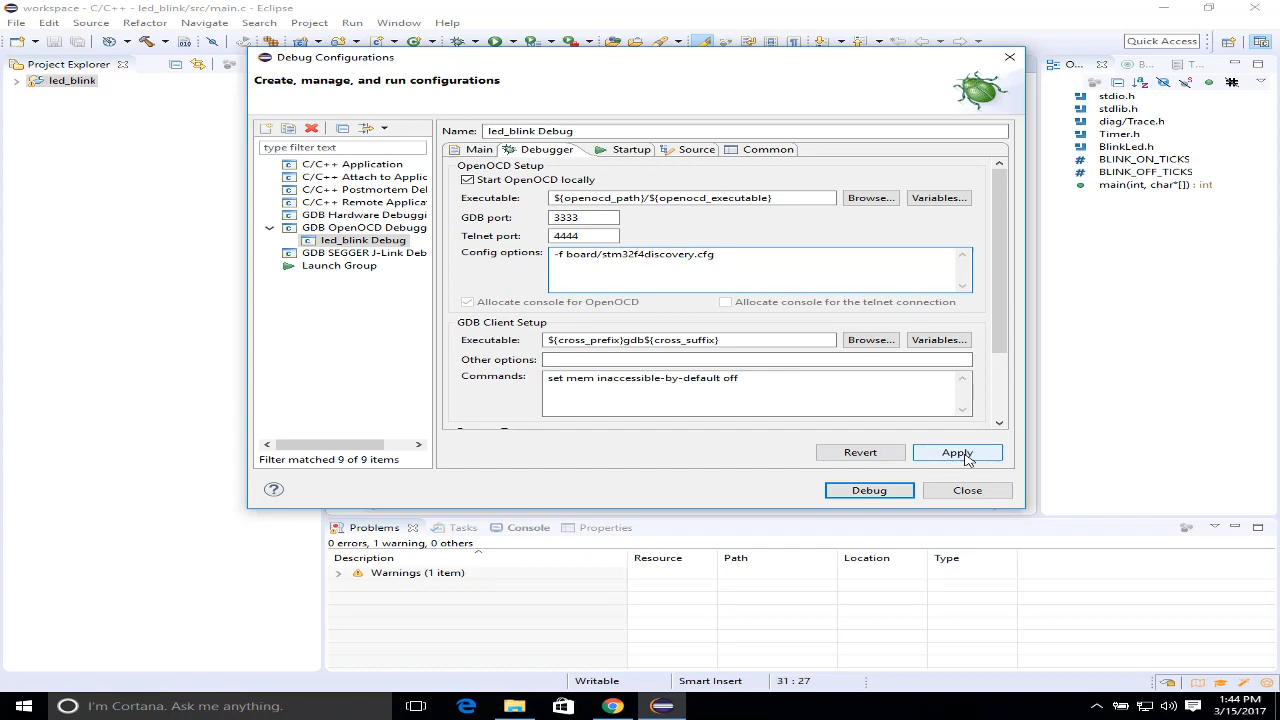 workspace - C/C++ - led_blink/src/main.c - Eclipse
File Edit Source Refactor Navigate Search Project Run Window Help
Quick Access
Project Explorer
led_blink
Debug Configurations
Create, manage, and run configurations
type filter text
C/C++ Application
C/C++ Attach to Applic
C/C++ Postmortem Del
C/C++ Remote Applicat
GDB Hardware Debuggi
GDB OpenOCD Debugg
led_blink Debug
GDB SEGGER J-Link Deb
Launch Group
Filter matched 9 of 9 items
Name: led_blink Debug
Main Debugger Startup Source Common
OpenOCD Setup
Start OpenOCD locally
Executable: ${openocd_path}/${openocd_executable} Browse... Variables...
GDB port: 3333
Telnet port: 4444
Config options: -f board/stm32f4discovery.cfg
Allocate console for OpenOCD Allocate console for the telnet connection
GDB Client Setup
Executable: ${cross_prefix}gdb${cross_suffix} Browse... Variables...
Other options:
Commands: set mem inaccessible-by-default off
Revert Apply
Debug Close
O... B... T...
stdio.h
stdlib.h
diag/Trace.h
Timer.h
BlinkLed.h
BLINK_ON_TICKS
BLINK_OFF_TICKS
main(int, char*[]) : int
Problems Tasks Console Properties
0 errors, 1 warning, 0 others
Description Resource Path Location Type
Warnings (1 item)
Writable Smart Insert 31 : 27
I'm Cortana. Ask me anything.
1:44 PM
3/15/2017